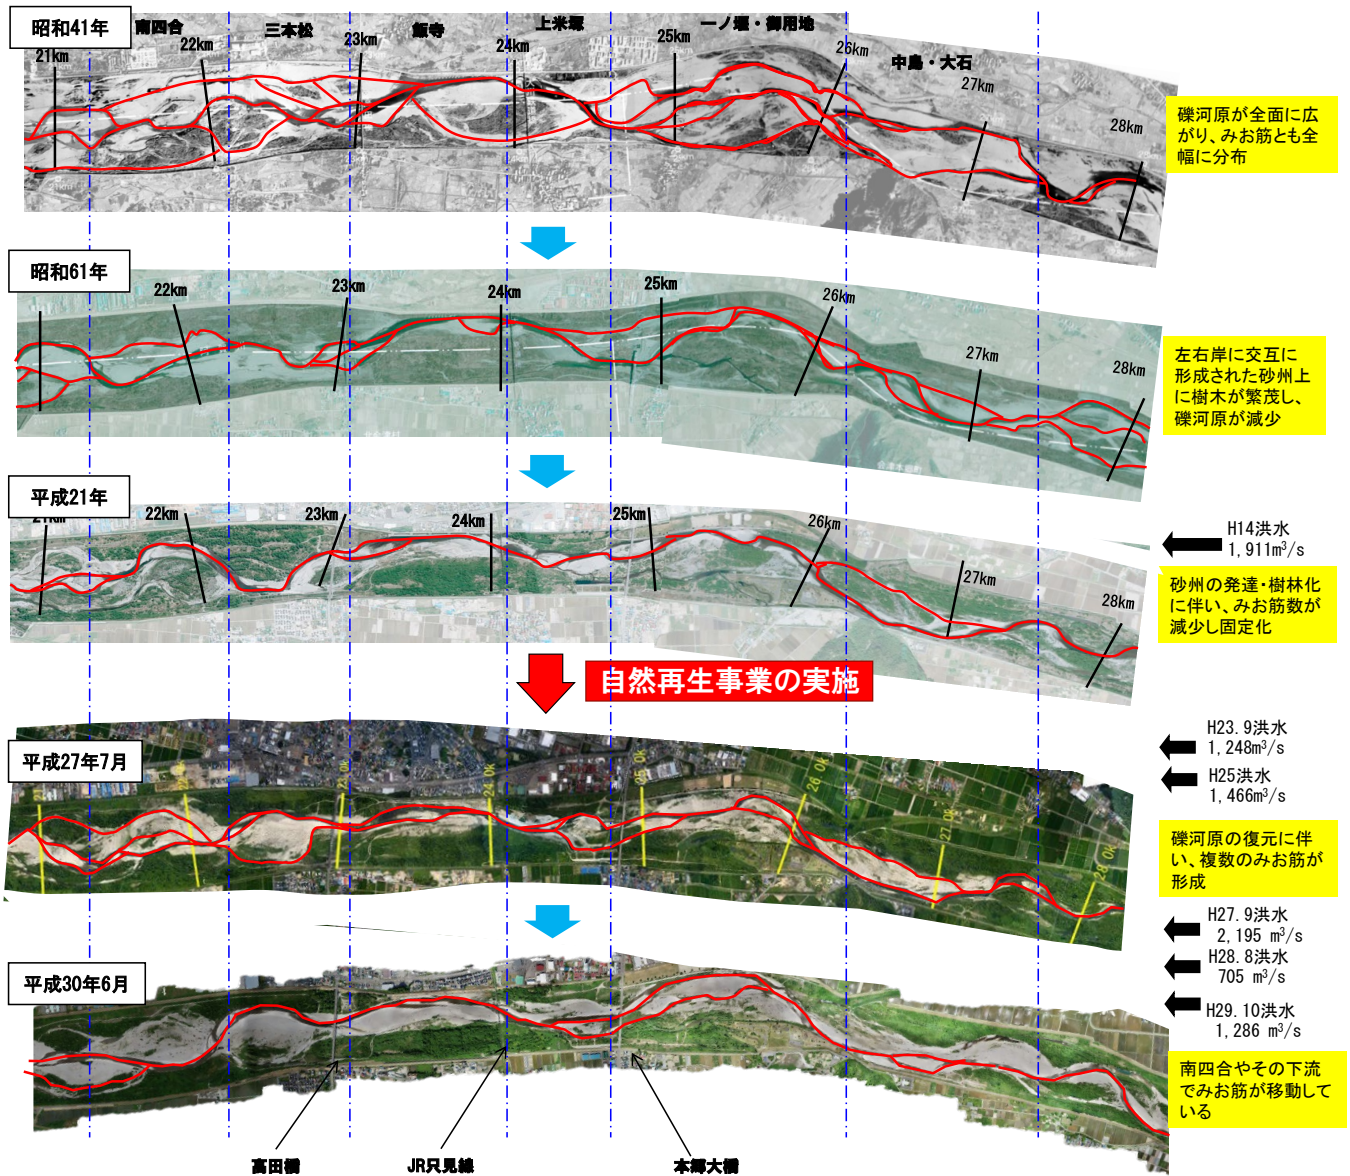 昭和41年
南四合
三本松
飯寺
上米塚
一ノ堰・御用地
中島・大石
21km
22km
23km
24km
25km
26km
27km
28km
礫河原が全面に広
がり、みお筋とも全
幅に分布
昭和61年
22km
23km
24km
25km
26km
27km
28km
左右岸に交互に
形成された砂州上
に樹木が繁茂し、
礫河原が減少
平成21年
21km
22km
23km
24km
25km
26km
27km
28km
H14洪水
1,911m³/s
砂州の発達・樹林化
に伴い、みお筋数が
減少し固定化
自然再生事業の実施
平成27年7月
24.0k
25.0k
26.0k
27.0k
28.0k
H23.9洪水
1,248m³/s
H25洪水
1,466m³/s
礫河原の復元に伴
い、複数のみお筋が
形成
H27.9洪水
2,195 m³/s
H28.8洪水
705 m³/s
H29.10洪水
1,286 m³/s
平成30年6月
南四合やその下流
でみお筋が移動して
いる
高田橋
JR只見線
本郷大橋